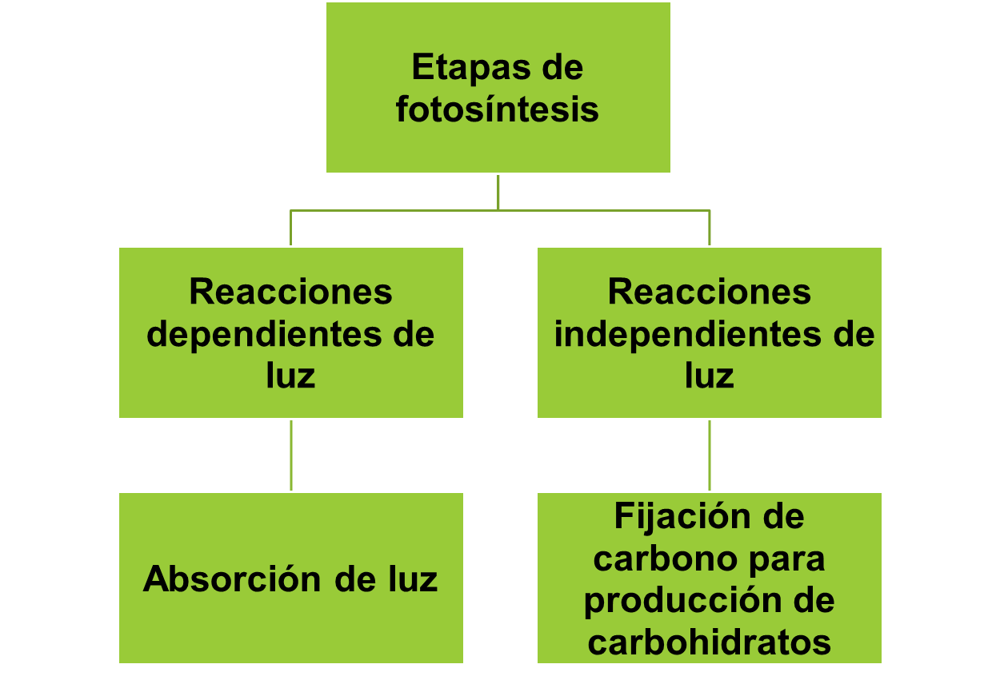 Etapas de
fotosíntesis
Reacciones
dependientes de
luz
Reacciones
independientes de
luz
Absorción de luz
Fijación de
carbono para
producción de
carbohidratos